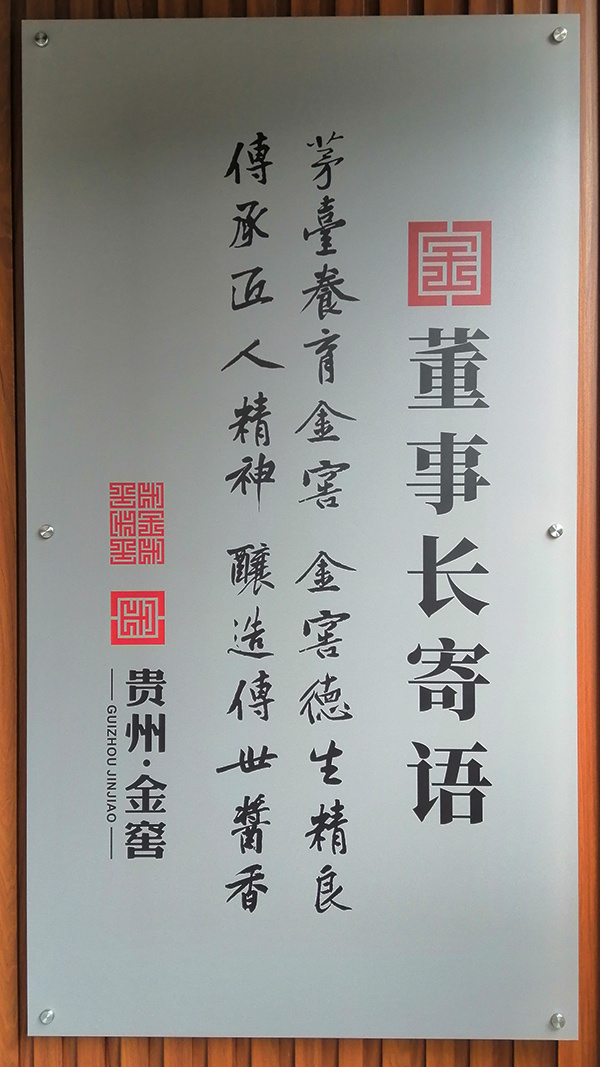 董事长寄语
茅臺養育金窖 金窖德生精良
傳承匠人精神 釀造傳世醬香
贵州·金窖
GUIZHOU JINJIAO